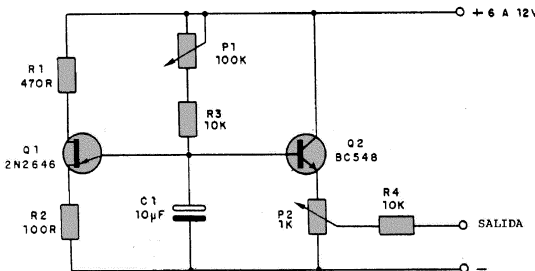 + 6 A 12V
P1
100K
R1
470R
R3
10K
Q1
2N2646
Q2
BC548
R2
100R
C1
10µF
P2
1K
R4
10K
SALIDA
−